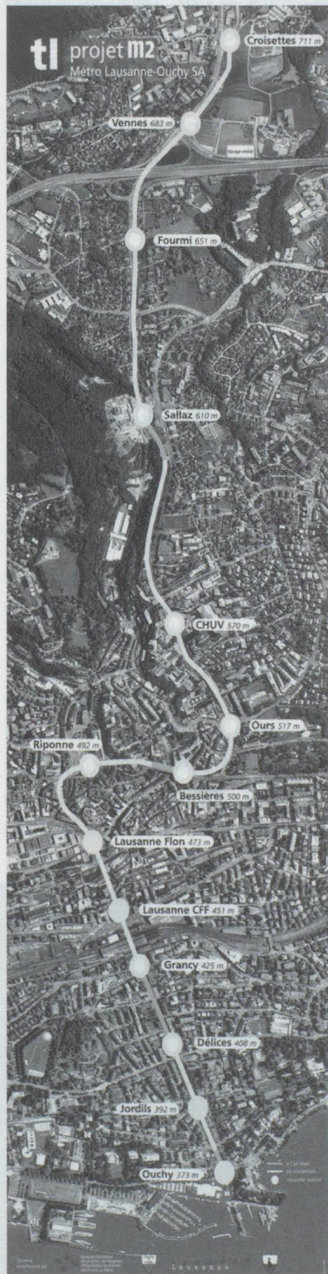 tl projet m2
Métro Lausanne-Ouchy SA
Croisettes 711 m
Vennes 683 m
Fourmi 651 m
Sallaz 610 m
CHUV 570 m
Ours 517 m
Riponne 492 m
Bessières 500 m
Lausanne Flon 473 m
Lausanne CFF 451 m
Grancy 425 m
Délices 408 m
Jordils 392 m
Ouchy 373 m
Lausanne